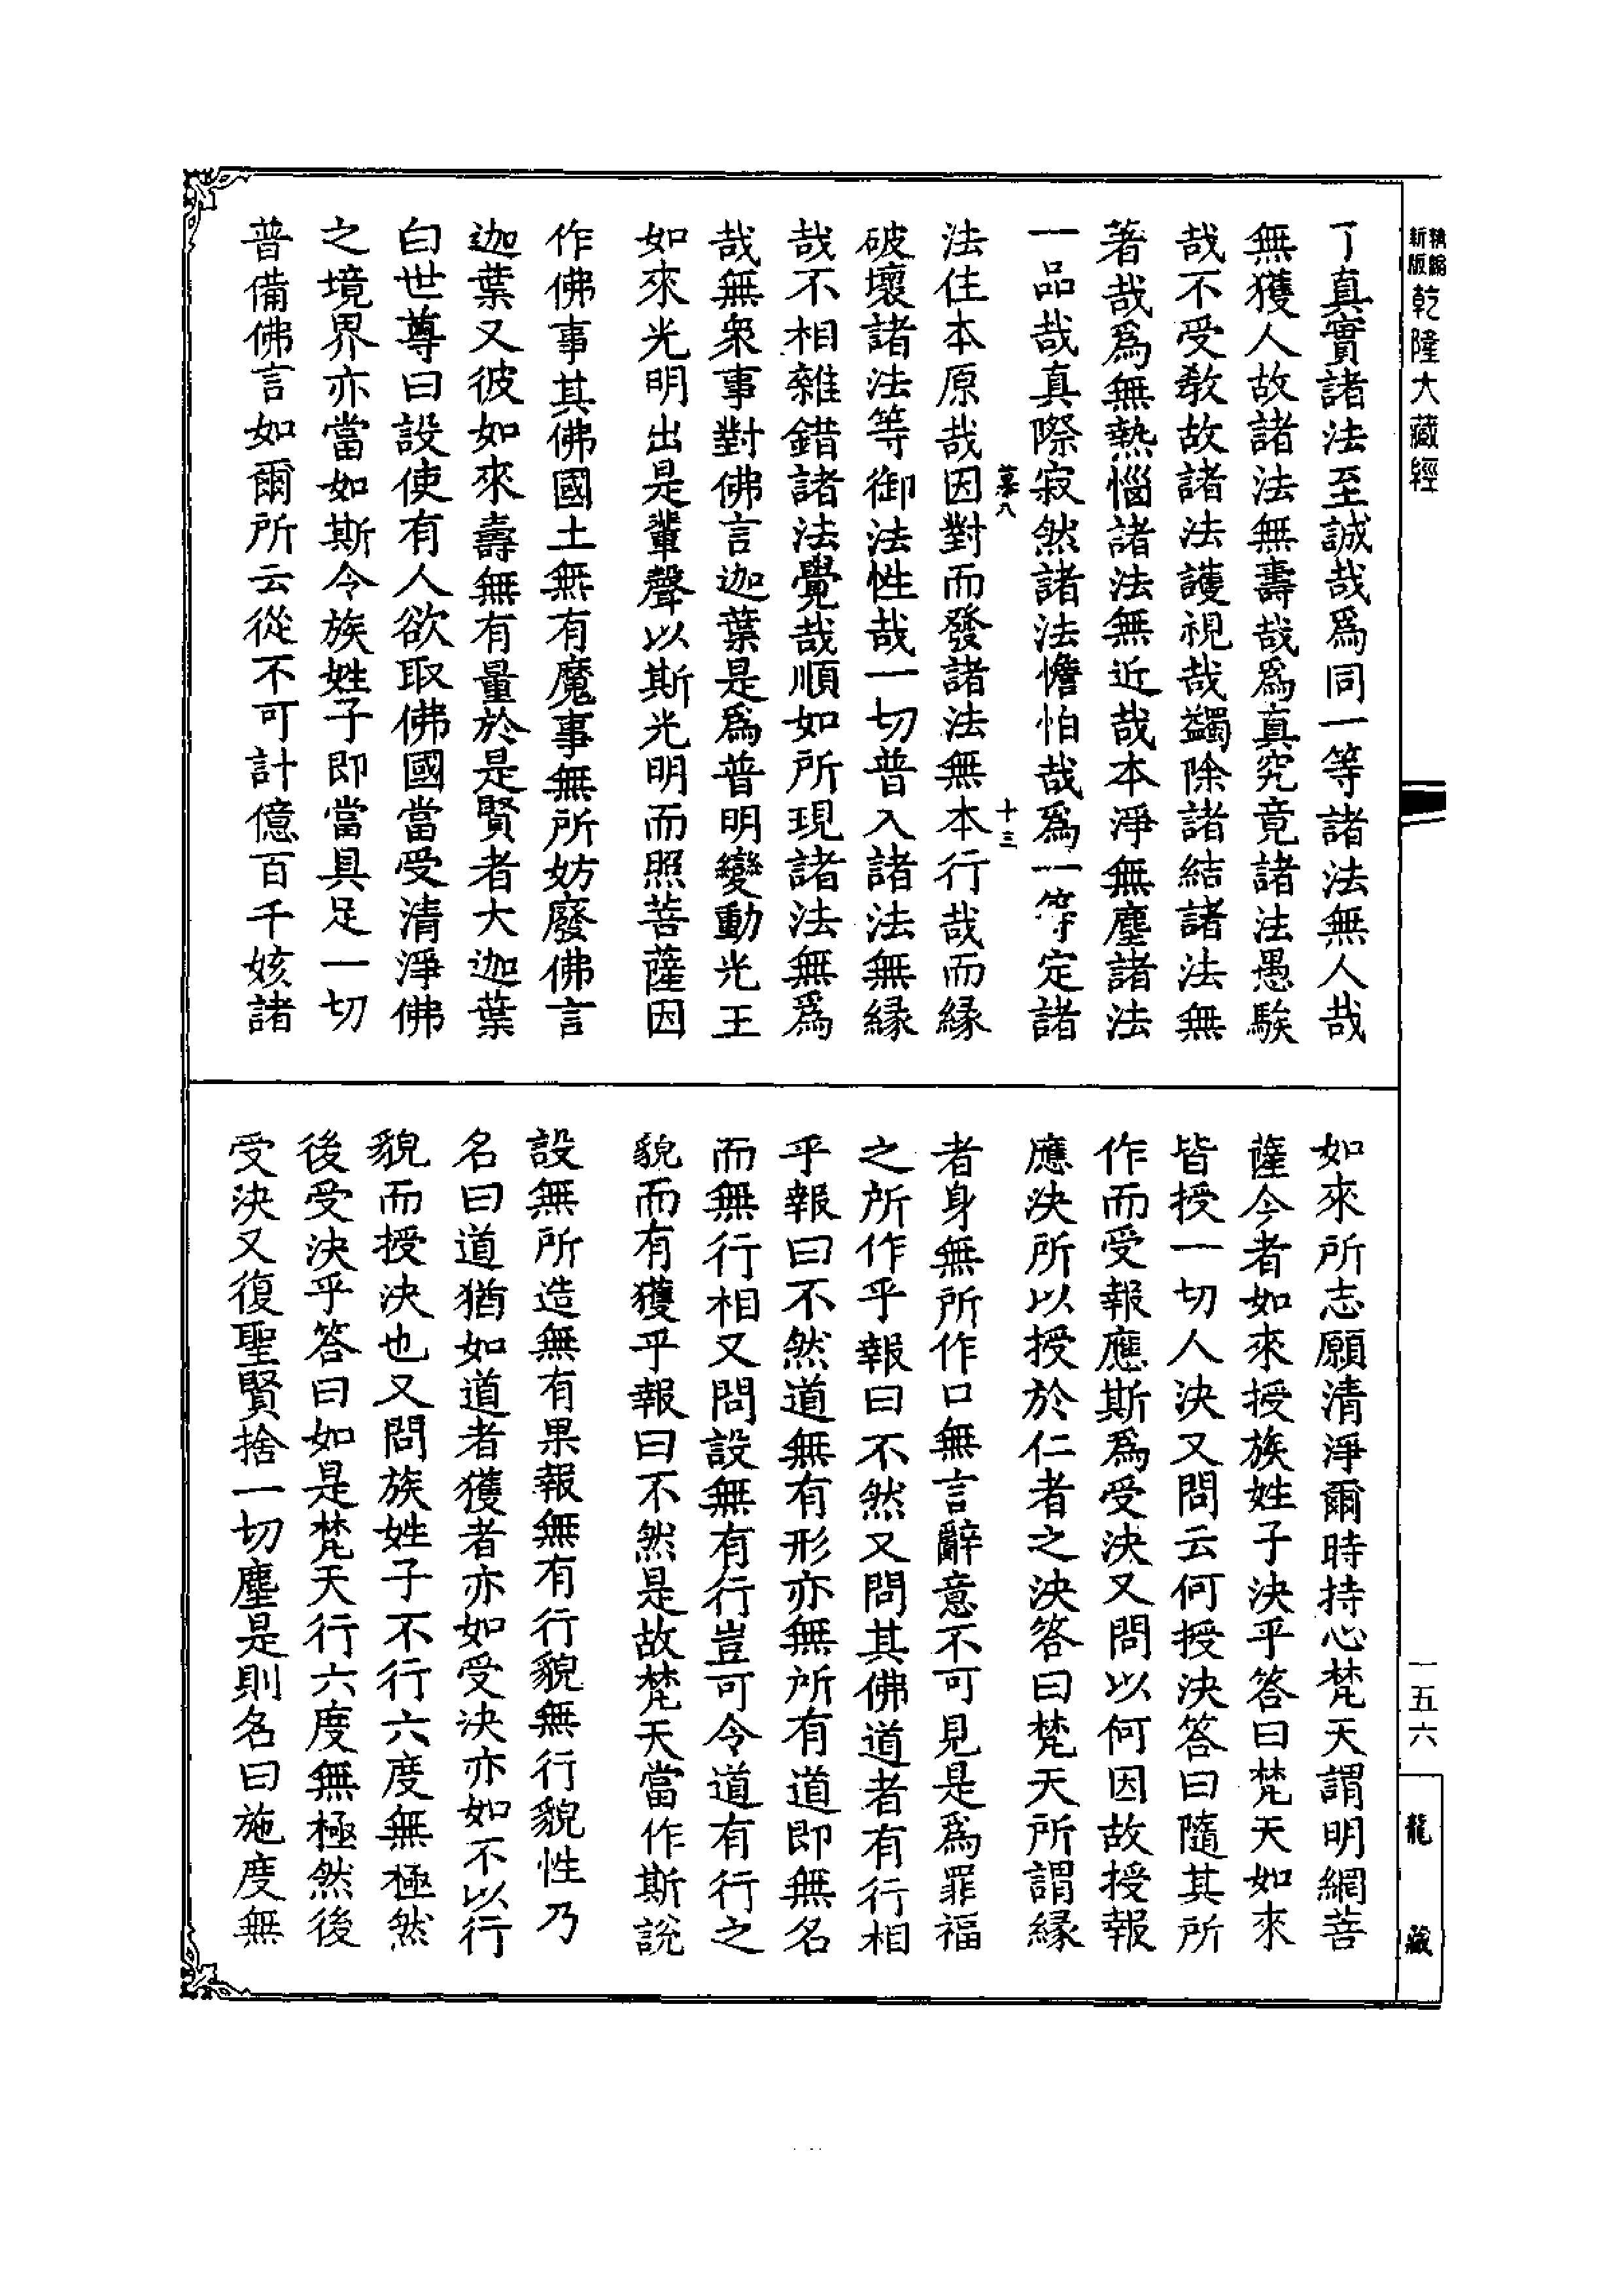 精縮新版乾隆大藏經
了真實諸法至誠哉爲同一等諸法無人哉
無獲人故諸法無壽哉爲真究竟諸法愚騃
哉不受教故諸法護視哉蠲除諸結諸法無
著哉爲無熱惱諸法無近哉本淨無塵諸法
一品哉真際寂然諸法憺怕哉爲一等定諸
慕八
十三
法住本原哉因對而發諸法無本行哉而緣
破壞諸法等御法性哉一切普入諸法無緣
哉不相雜錯諸法覺哉順如所現諸法無爲
哉無衆事對佛言迦葉是爲普明變動光王
如來光明出是輩聲以斯光明而照菩薩因
作佛事其佛國土無有魔事無所妨廢佛言
迦葉又彼如來壽無有量於是賢者大迦葉
白世尊曰設使有人欲取佛國當受清淨佛
之境界亦當如斯令族姓子即當具足一切
普備佛言如爾所云從不可計億百千姟諸
如來所志願清淨爾時持心梵天謂明網菩
薩今者如來授族姓子決乎答曰梵天如來
皆授一切人決又問云何授決答曰隨其所
作而受報應斯爲受決又問以何因故授報
應決所以授於仁者之決答曰梵天所謂緣
者身無所作口無言辭意不可見是爲罪福
之所作乎報曰不然又問其佛道者有行相
乎報曰不然道無有形亦無所有道即無名
而無行相又問設無有行豈可令道有行之
貌而有獲乎報曰不然是故梵天當作斯說
設無所造無有果報無有行貌無行貌性乃
名曰道猶如道者獲者亦如受決亦如不以行
貌而授決也又問族姓子不行六度無極然
後受決乎答曰如是梵天行六度無極然後
受決又復聖賢捨一切塵是則名曰施度無
一五六
龍藏